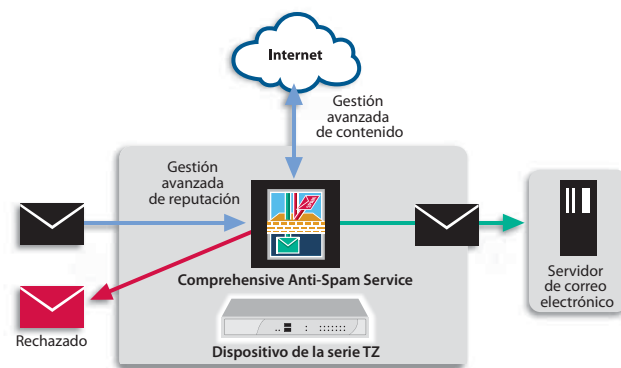 Internet
Gestión
avanzada
de contenido
Gestión
avanzada
de reputación
Comprehensive Anti-Spam Service
Servidor
de correo
electrónico
Rechazado
Dispositivo de la serie TZ